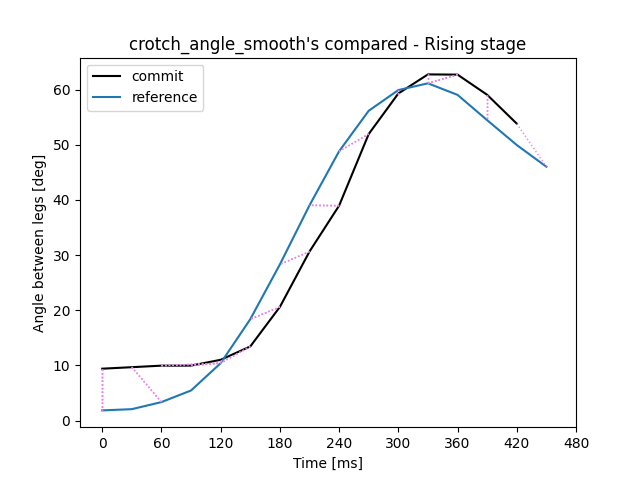 crotch_angle_smooth's compared - Rising stage
commit
reference
Angle between legs [deg]
60
50
40
30
20
10
0
0 60 120 180 240 300 360 420 480
Time [ms]